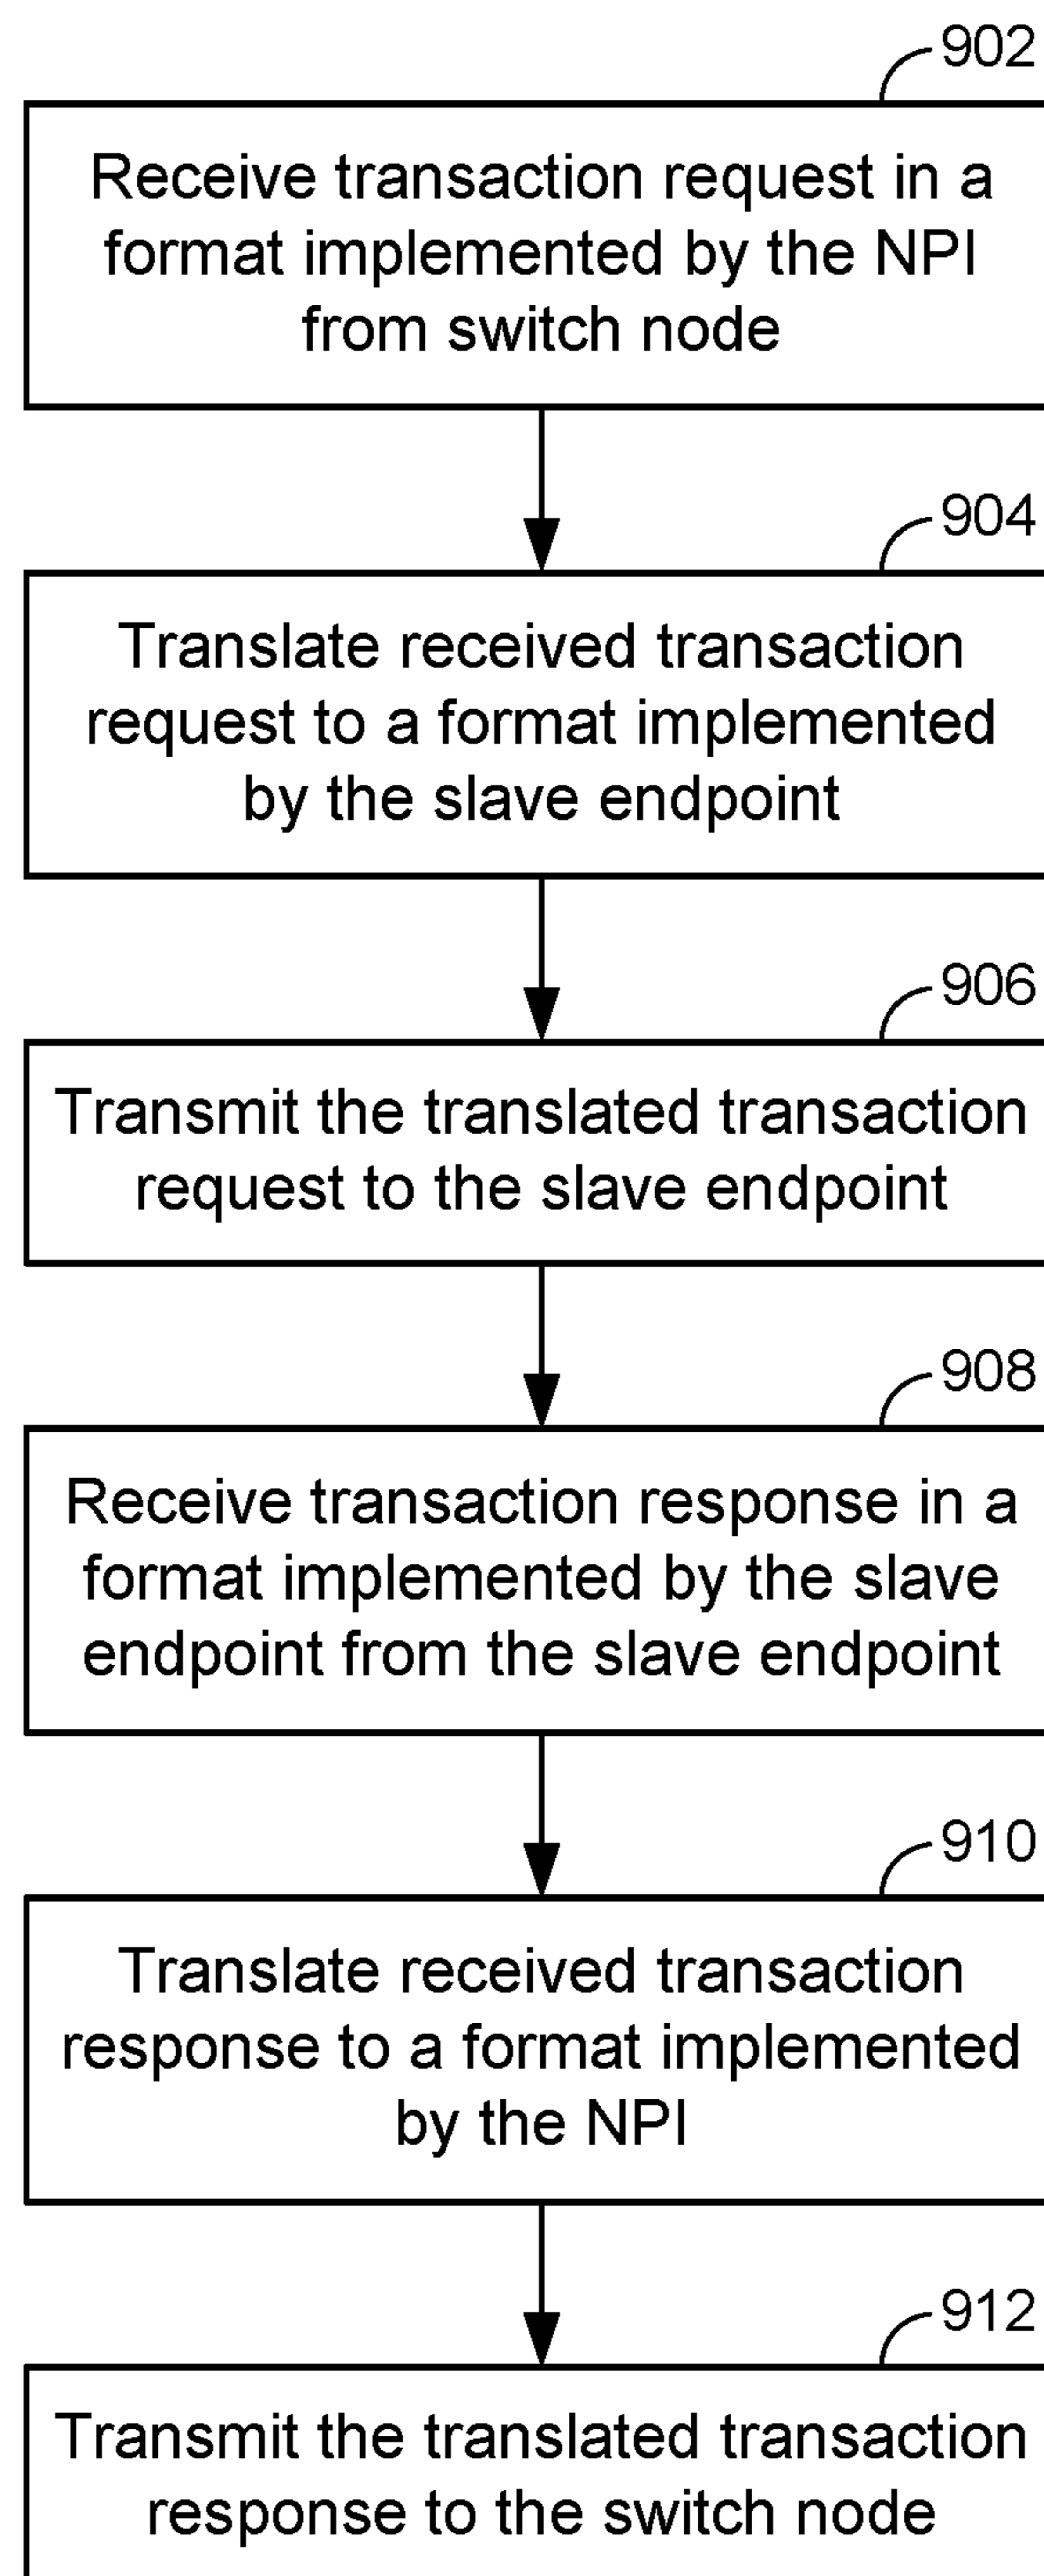 902
Receive transaction request in a
format implemented by the NPI
from switch node
904
Translate received transaction
request to a format implemented
by the slave endpoint
906
Transmit the translated transaction
request to the slave endpoint
908
Receive transaction response in a
format implemented by the slave
endpoint from the slave endpoint
910
Translate received transaction
response to a format implemented
by the NPI
912
Transmit the translated transaction
response to the switch node